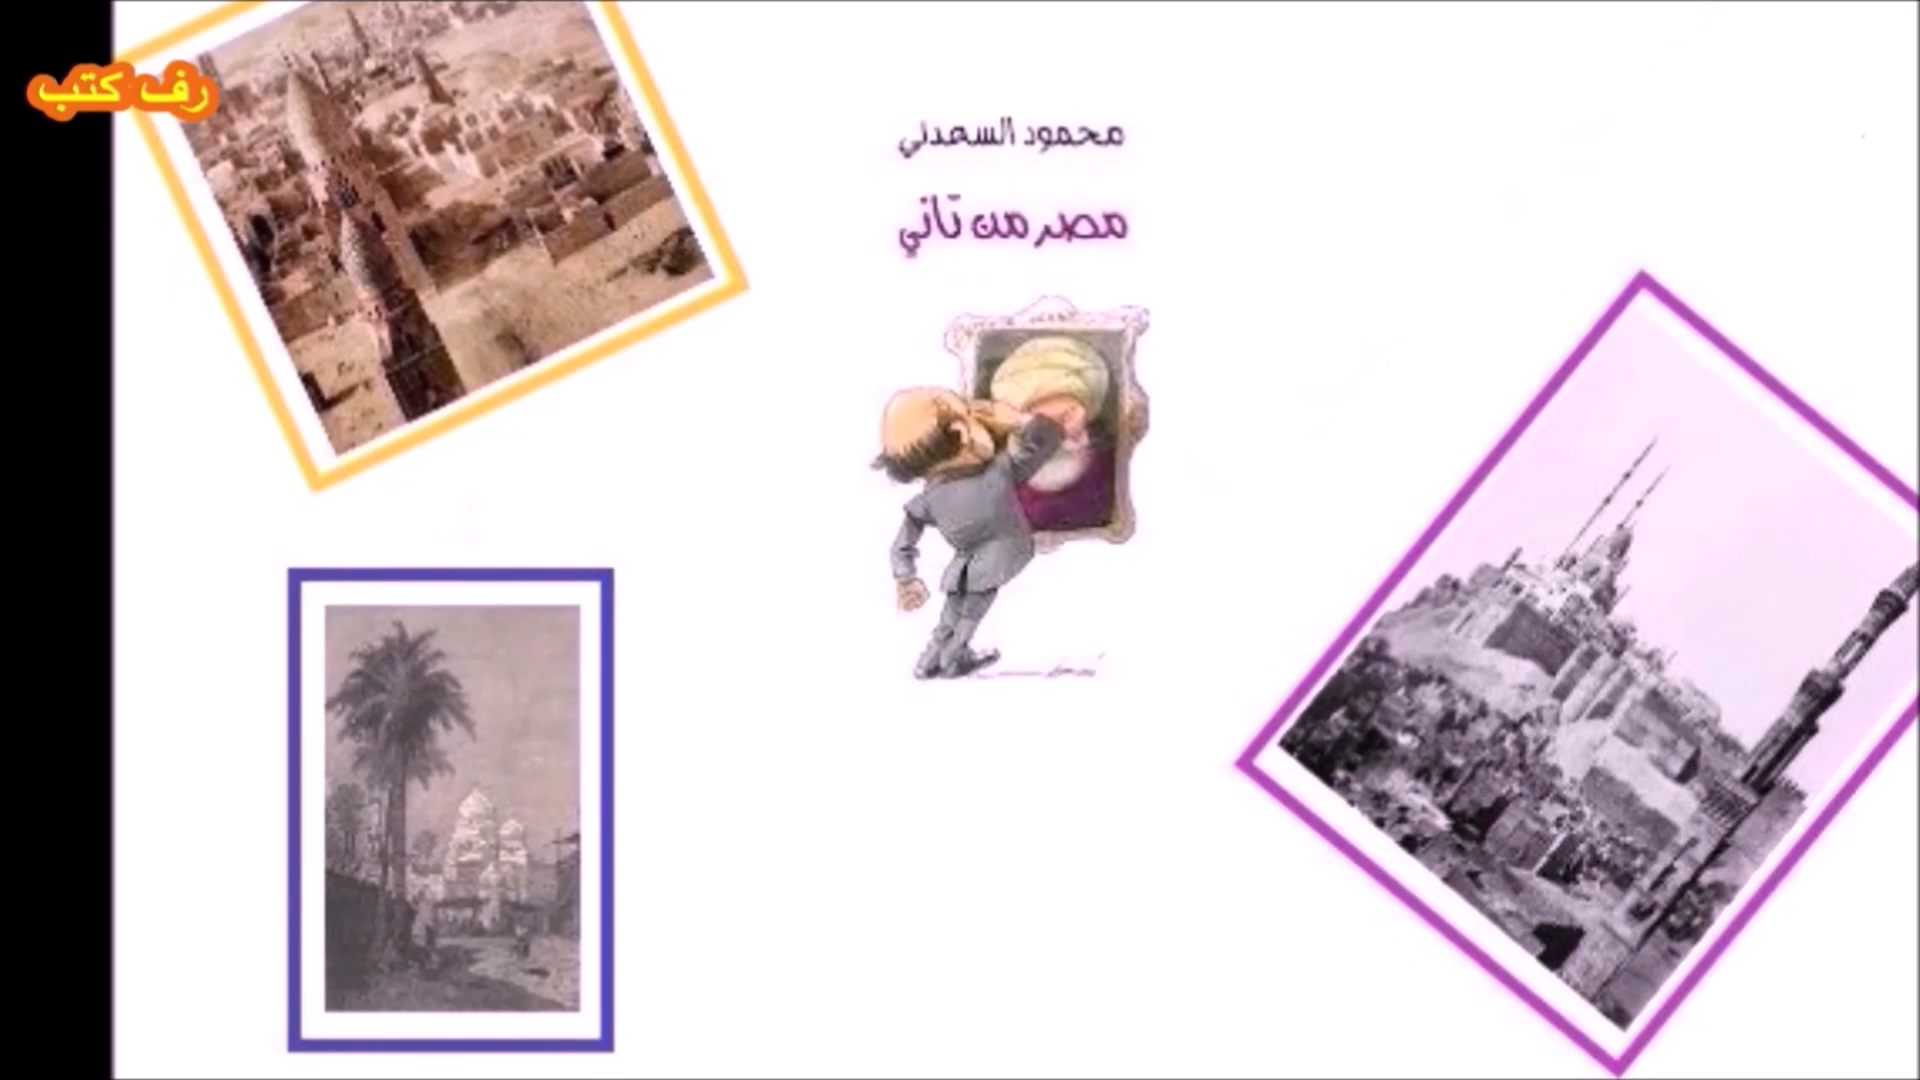 رف كتب
محمود السعدني
مصر من تاني